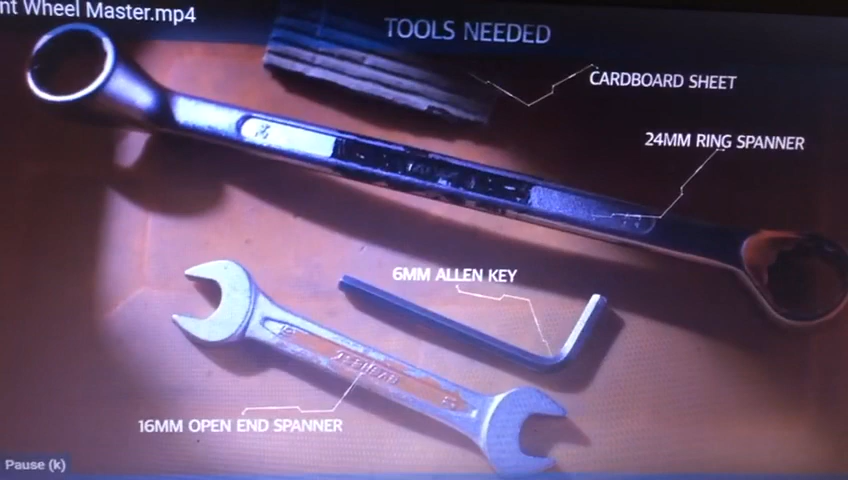 nt Wheel Master.mp4
TOOLS NEEDED
CARDBOARD SHEET
24MM RING SPANNER
6MM ALLEN KEY
16MM OPEN END SPANNER
Pause (k)